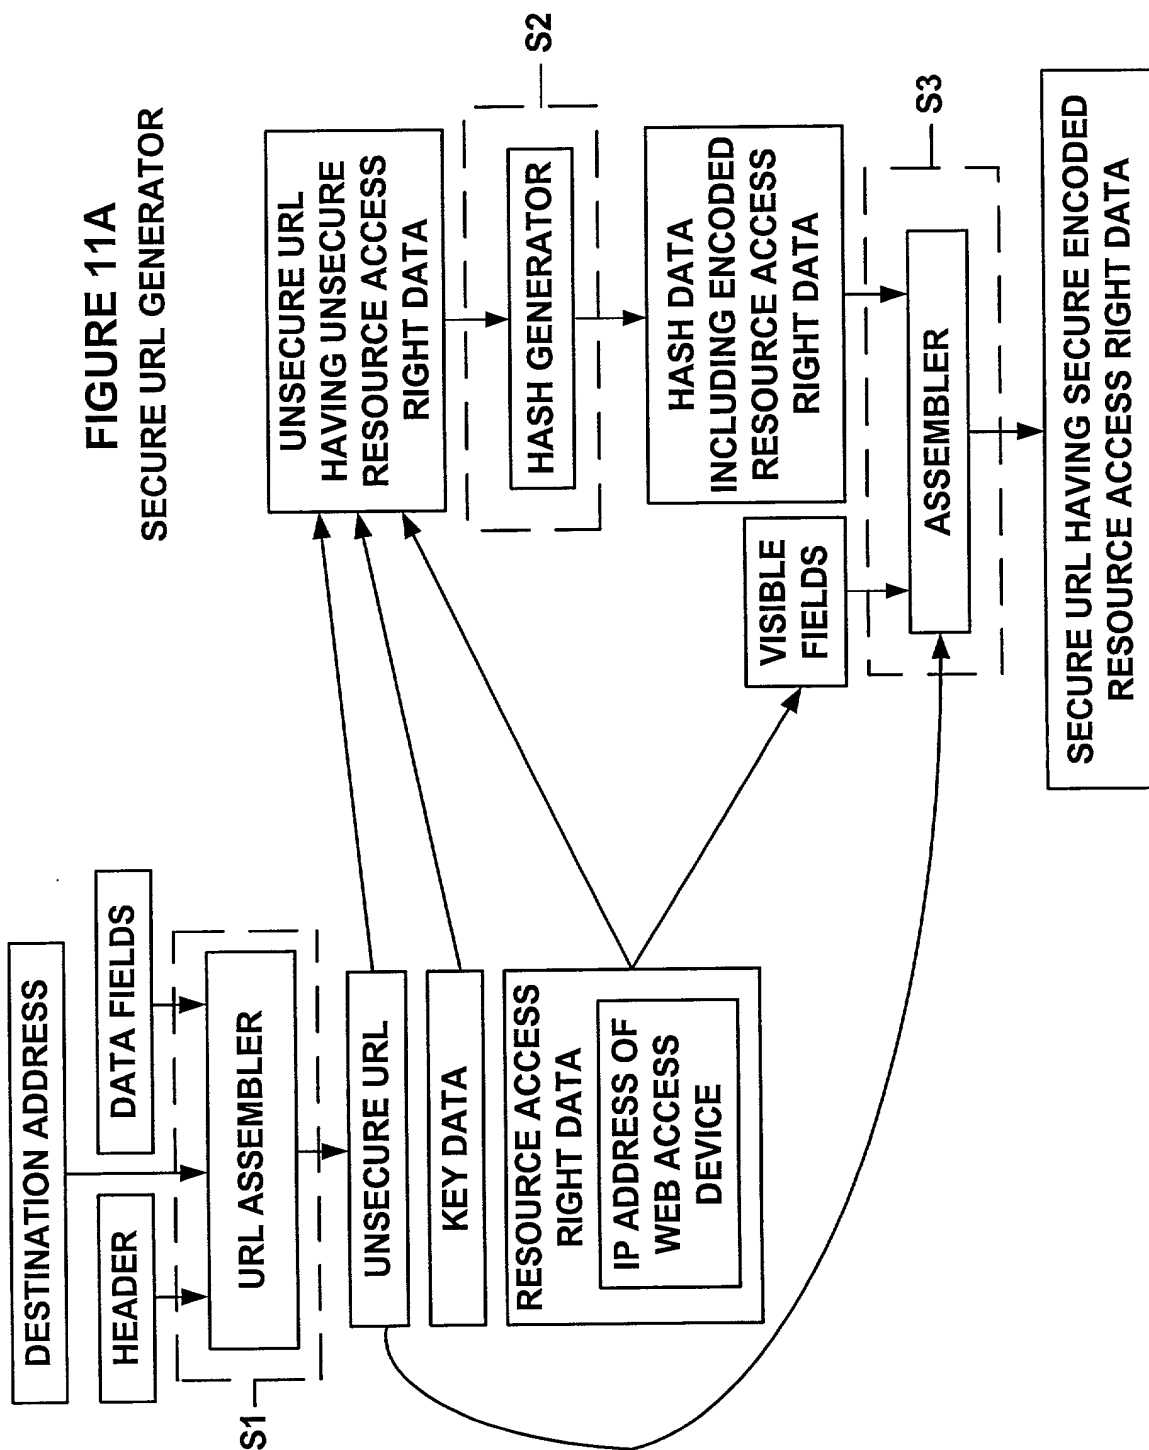 FIGURE 11A
SECURE URL GENERATOR
DESTINATION ADDRESS
HEADER
DATA FIELDS
S1
URL ASSEMBLER
UNSECURE URL
KEY DATA
RESOURCE ACCESS
RIGHT DATA
IP ADDRESS OF
WEB ACCESS
DEVICE
UNSECURE URL
HAVING UNSECURE
RESOURCE ACCESS
RIGHT DATA
S2
HASH GENERATOR
HASH DATA
INCLUDING ENCODED
RESOURCE ACCESS
RIGHT DATA
VISIBLE
FIELDS
S3
ASSEMBLER
SECURE URL HAVING SECURE ENCODED
RESOURCE ACCESS RIGHT DATA